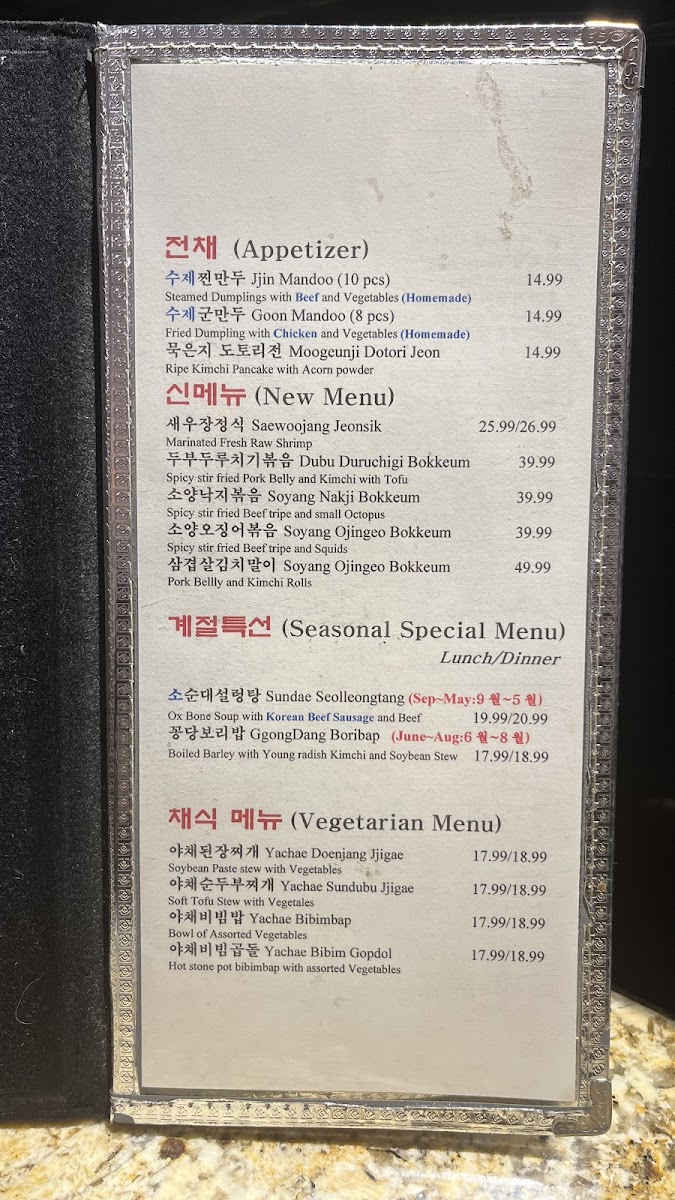 전채 (Appetizer)
수제찐만두 Jjin Mandoo (10 pcs) 14.99
Steamed Dumplings with Beef and Vegetables (Homemade)
수제군만두 Goon Mandoo (8 pcs) 14.99
Fried Dumpling with Chicken and Vegetables (Homemade)
묵은지 도토리전 Moogeunji Dotori Jeon 14.99
Ripe Kimchi Pancake with Acorn powder
신메뉴 (New Menu)
새우장정식 Saewoojang Jeonsik 25.99/26.99
Marinated Fresh Raw Shrimp
두부두루치기볶음 Dubu Duruchigi Bokkeum 39.99
Spicy stir fried Pork Belly and Kimchi with Tofu
소양낙지볶음 Soyang Nakji Bokkeum 39.99
Spicy stir fried Beef tripe and small Octopus
소양오징어볶음 Soyang Ojingeo Bokkeum 39.99
Spicy stir fried Beef tripe and Squids
삼겹살김치말이 Soyang Ojingeo Bokkeum 49.99
Pork Bellly and Kimchi Rolls
계절특선 (Seasonal Special Menu)
Lunch/Dinner
소순대설렁탕 Sundae Seolleongtang (Sep~May:9 월~5 월)
Ox Bone Soup with Korean Beef Sausage and Beef 19.99/20.99
꽁당보리밥 GgongDang Boribap (June~Aug:6 월~8 월)
Boiled Barley with Young radish Kimchi and Soybean Stew 17.99/18.99
채식 메뉴 (Vegetarian Menu)
야채된장찌개 Yachae Doenjang Jjigae 17.99/18.99
Soybean Paste stew with Vegetables
야채순두부찌개 Yachae Sundubu Jjigae 17.99/18.99
Soft Tofu Stew with Vegetales
야채비빔밥 Yachae Bibimbap 17.99/18.99
Bowl of Assorted Vegetables
야채비빔곱돌 Yachae Bibim Gopdol 17.99/18.99
Hot stone pot bibimbap with assorted Vegetables